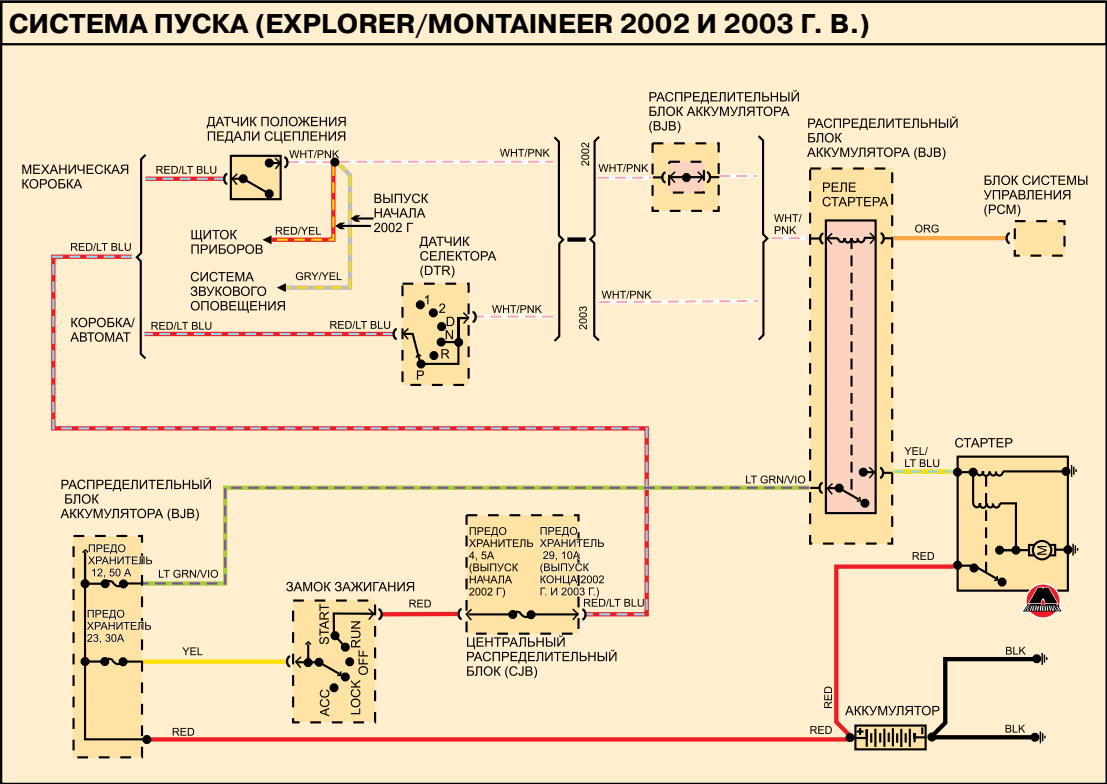 СИСТЕМА ПУСКА (EXPLORER/MONTAINEER 2002 И 2003 Г. В.)
ДАТЧИК ПОЛОЖЕНИЯ
ПЕДАЛИ СЦЕПЛЕНИЯ
МЕХАНИЧЕСКАЯ
КОРОБКА
RED/LT BLU
WHT/PNK
WHT/PNK
ВЫПУСК
НАЧАЛА
2002 Г
ЩИТОК
ПРИБОРОВ
RED/YEL
СИСТЕМА
ЗВУКОВОГО
ОПОВЕЩЕНИЯ
GRY/YEL
RED/LT BLU
ДАТЧИК
СЕЛЕКТОРА
(DTR)
1
2
D
N
R
P
КОРОБКА/
АВТОМАТ
RED/LT BLU
RED/LT BLU
WHT/PNK
2002
2003
WHT/PNK
WHT/PNK
РАСПРЕДЕЛИТЕЛЬНЫЙ
БЛОК АККУМУЛЯТОРА
(BJB)
РАСПРЕДЕЛИТЕЛЬНЫЙ
БЛОК
АККУМУЛЯТОРА (BJB)
WHT/
PNK
РЕЛЕ
СТАРТЕРА
ORG
БЛОК СИСТЕМЫ
УПРАВЛЕНИЯ
(PCM)
YEL/
LT BLU
СТАРТЕР
M
LT GRN/VIO
RED
РАСПРЕДЕЛИТЕЛЬНЫЙ
БЛОК
АККУМУЛЯТОРА (BJB)
ПРЕДО
ХРАНИТЕЛЬ
12, 50 А
LT GRN/VIO
ПРЕДО
ХРАНИТЕЛЬ
23, 30А
YEL
ЗАМОК ЗАЖИГАНИЯ
START
RUN
OFF
LOCK
ACC
RED
ПРЕДО
ХРАНИТЕЛЬ
4, 5А
(ВЫПУСК
НАЧАЛА
2002 Г)
ПРЕДО
ХРАНИТЕЛЬ
29, 10А
(ВЫПУСК
КОНЦА 2002
Г. И 2003 Г.)
RED/LT BLU
ЦЕНТРАЛЬНЫЙ
РАСПРЕДЕЛИТЕЛЬНЫЙ
БЛОК (CJB)
RED
RED
RED
АККУМУЛЯТОР
BLK
BLK